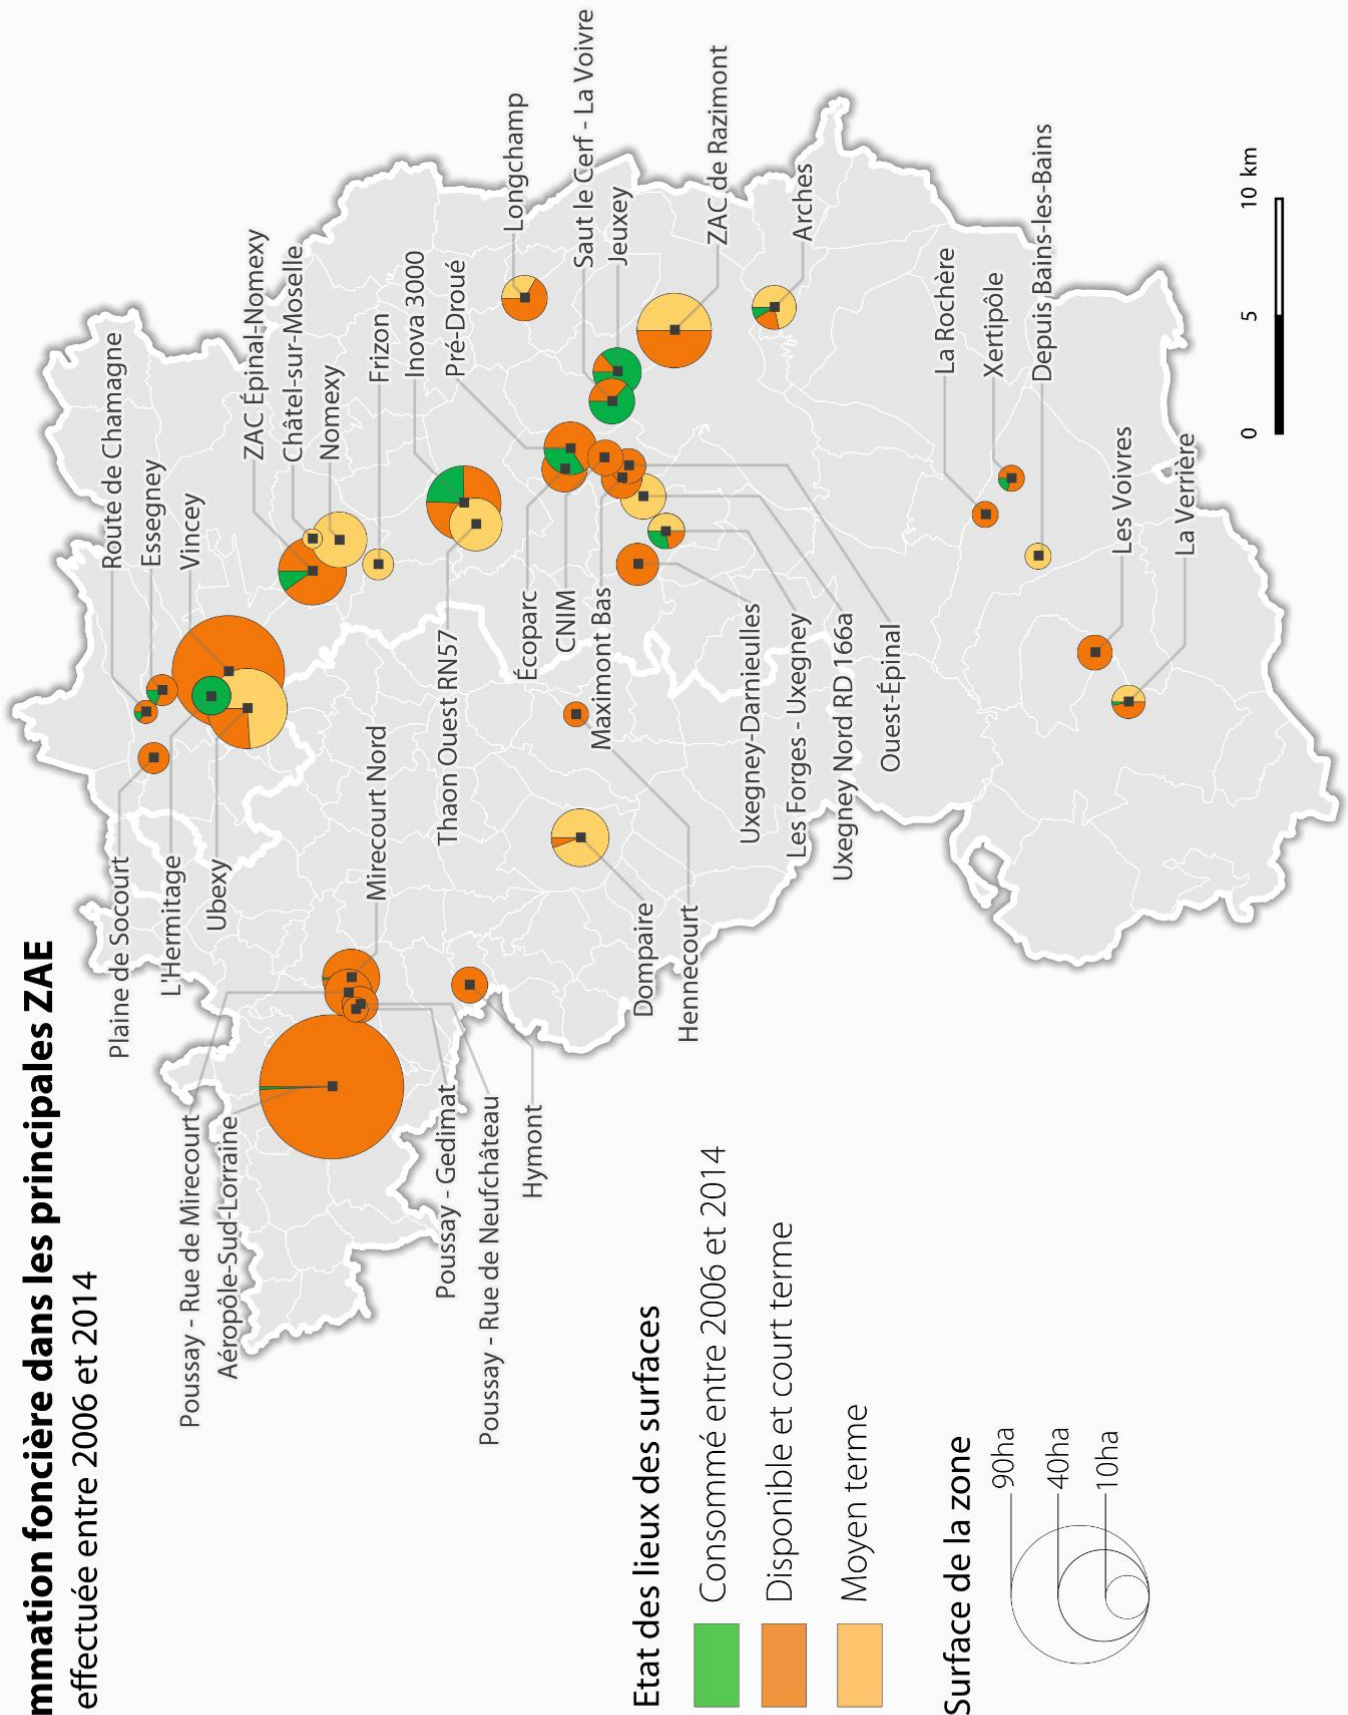 mmation foncière dans les principales ZAE
effectuée entre 2006 et 2014
Route de Chamagne
Essegney
Vincey
ZAC Épinal-Nomexy
Châtel-sur-Moselle
Nomexy
Frizon
Inova 3000
Pré-Droué
Longchamp
Saut le Cerf - La Voivre
Jeuxey
ZAC de Razimont
Arches
La Rochère
Xertipôle
Depuis Bains-les-Bains
Les Voivres
La Verrière
Plaine de Socourt
L'Hermitage
Ubexy
Mirecourt Nord
Thaon Ouest RN57
Écoparc
CNIM
Maximont Bas
Uxegney-Darnieulles
Les Forges - Uxegney
Uxegney Nord RD 166a
Ouest-Épinal
Dompaire
Hennecourt
Poussay - Rue de Mirecourt
Aéropôle-Sud-Lorraine
Poussay - Gedimat
Poussay - Rue de Neufchâteau
Hymont
Etat des lieux des surfaces
Consommé entre 2006 et 2014
Disponible et court terme
Moyen terme
Surface de la zone
90ha
40ha
10ha
0 5 10 km